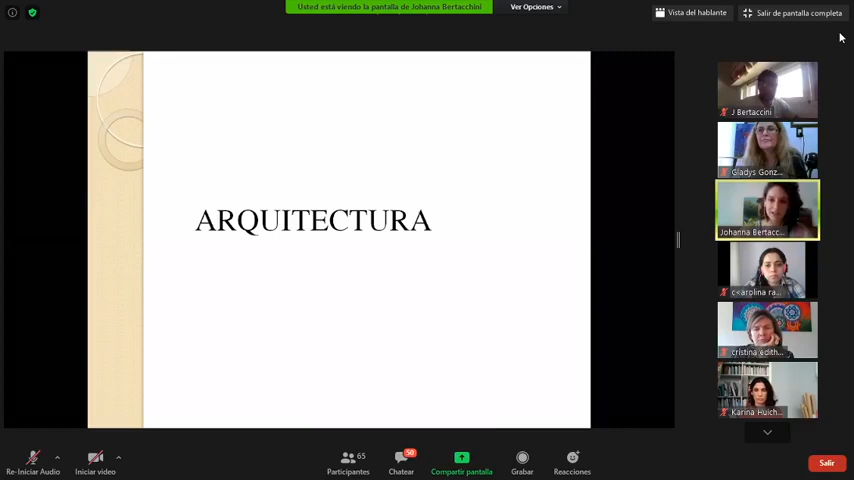 Usted está viendo la pantalla de Johanna Bertacchini
Ver Opciones
Vista del hablante
Salir de pantalla completa
ARQUITECTURA
J Bertaccini
Gladys Gonz...
Johanna Bertacc...
carolina ra...
cristina edith...
Karina Huich...
Re-Iniciar Audio
Iniciar video
Participantes
65
Chatear
50
Compartir pantalla
Grabar
Reacciones
Salir